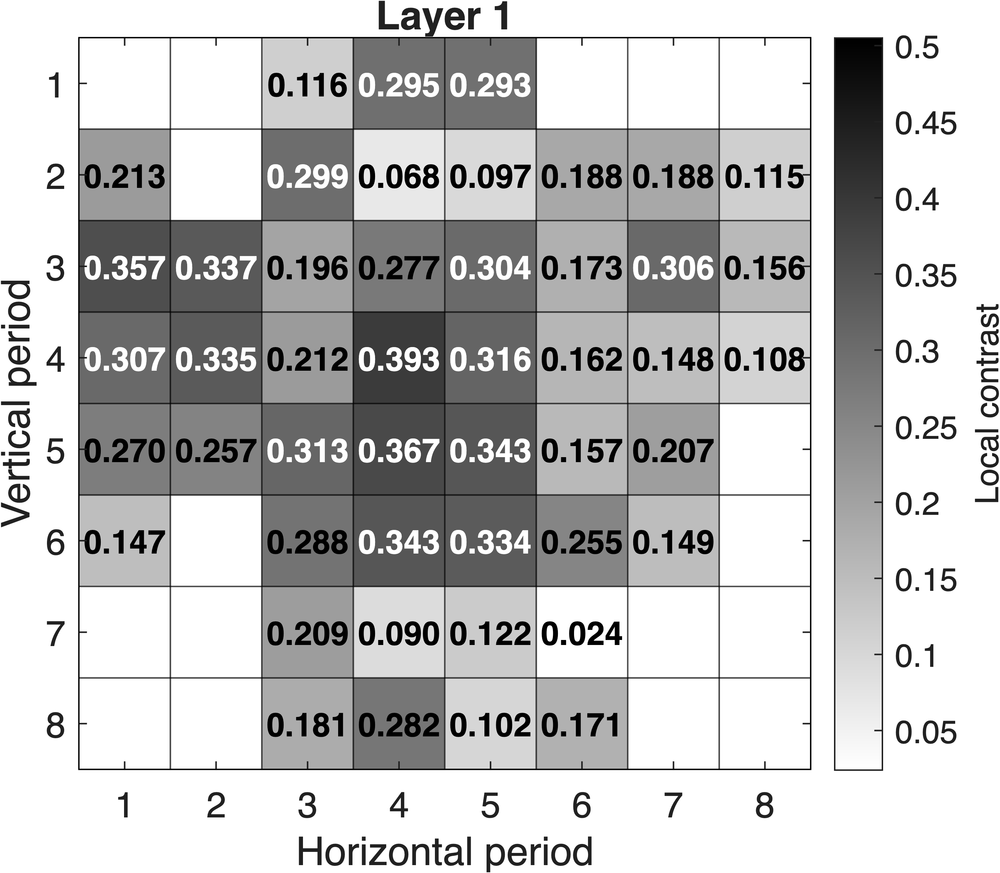 Layer 1
1 0.116 0.295 0.293
2 0.213 0.299 0.068 0.097 0.188 0.188 0.115
3 0.357 0.337 0.196 0.277 0.304 0.173 0.306 0.156
4 0.307 0.335 0.212 0.393 0.316 0.162 0.148 0.108
5 0.270 0.257 0.313 0.367 0.343 0.157 0.207
6 0.147 0.288 0.343 0.334 0.255 0.149
7 0.209 0.090 0.122 0.024
8 0.181 0.282 0.102 0.171
1 2 3 4 5 6 7 8
Horizontal period
Vertical period
0.5
0.45
0.4
0.35
0.3
0.25
0.2
0.15
0.1
0.05
Local contrast